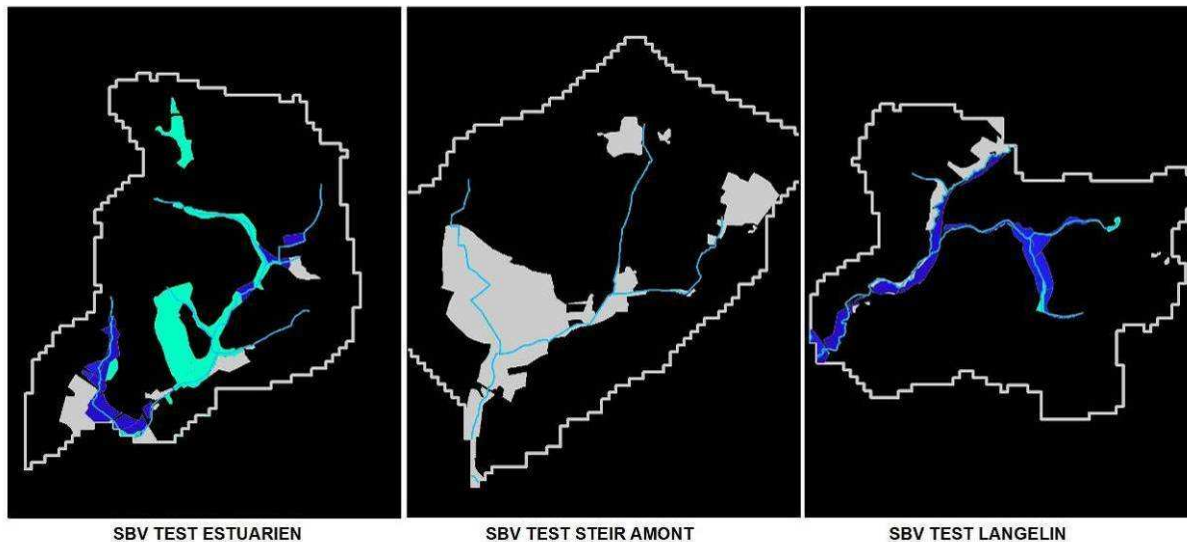 SBV TEST ESTUARIEN
SBV TEST STEIR AMONT
SBV TEST LANGELIN